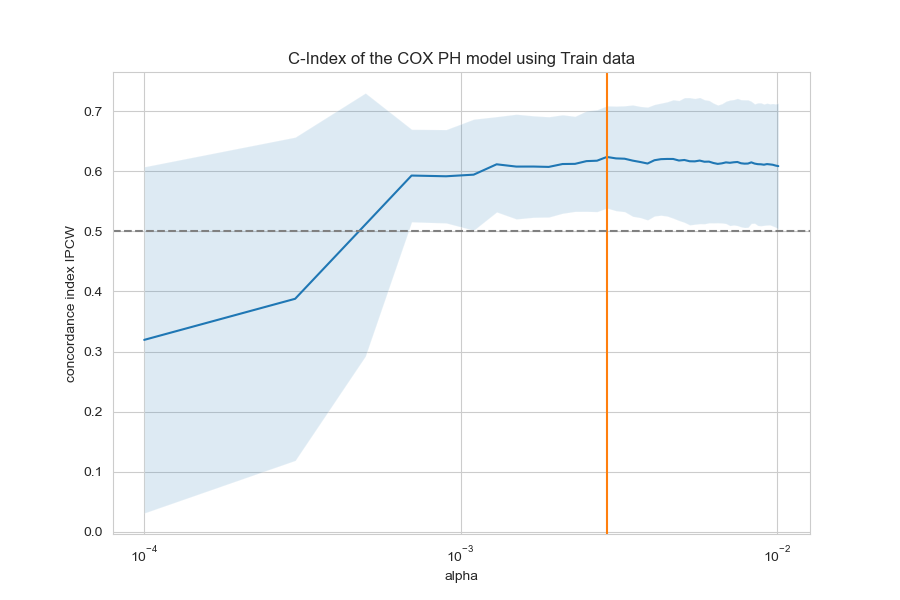 C-Index of the COX PH model using Train data
concordance index IPCW
0.7
0.6
0.5
0.4
0.3
0.2
0.1
0.0
10⁻⁴ 10⁻³ 10⁻²
alpha